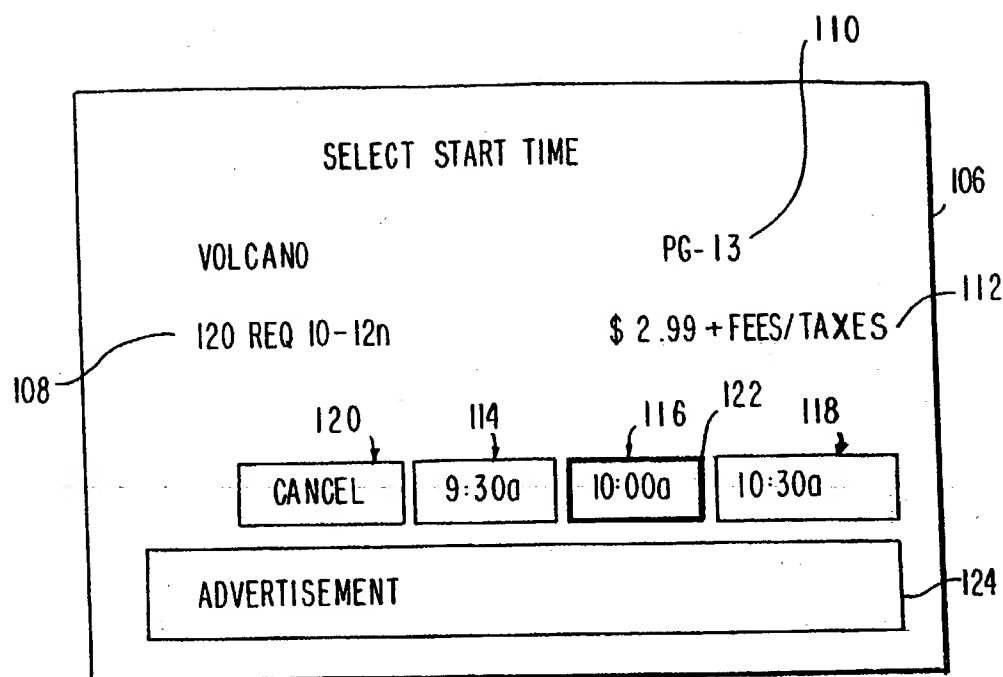 110
SELECT START TIME
106
VOLCANO PG-13
112
120 REQ 10-12n $ 2.99 + FEES/TAXES
108
120 114 116 122 118
CANCEL 9:30a 10:00a 10:30a
ADVERTISEMENT
124